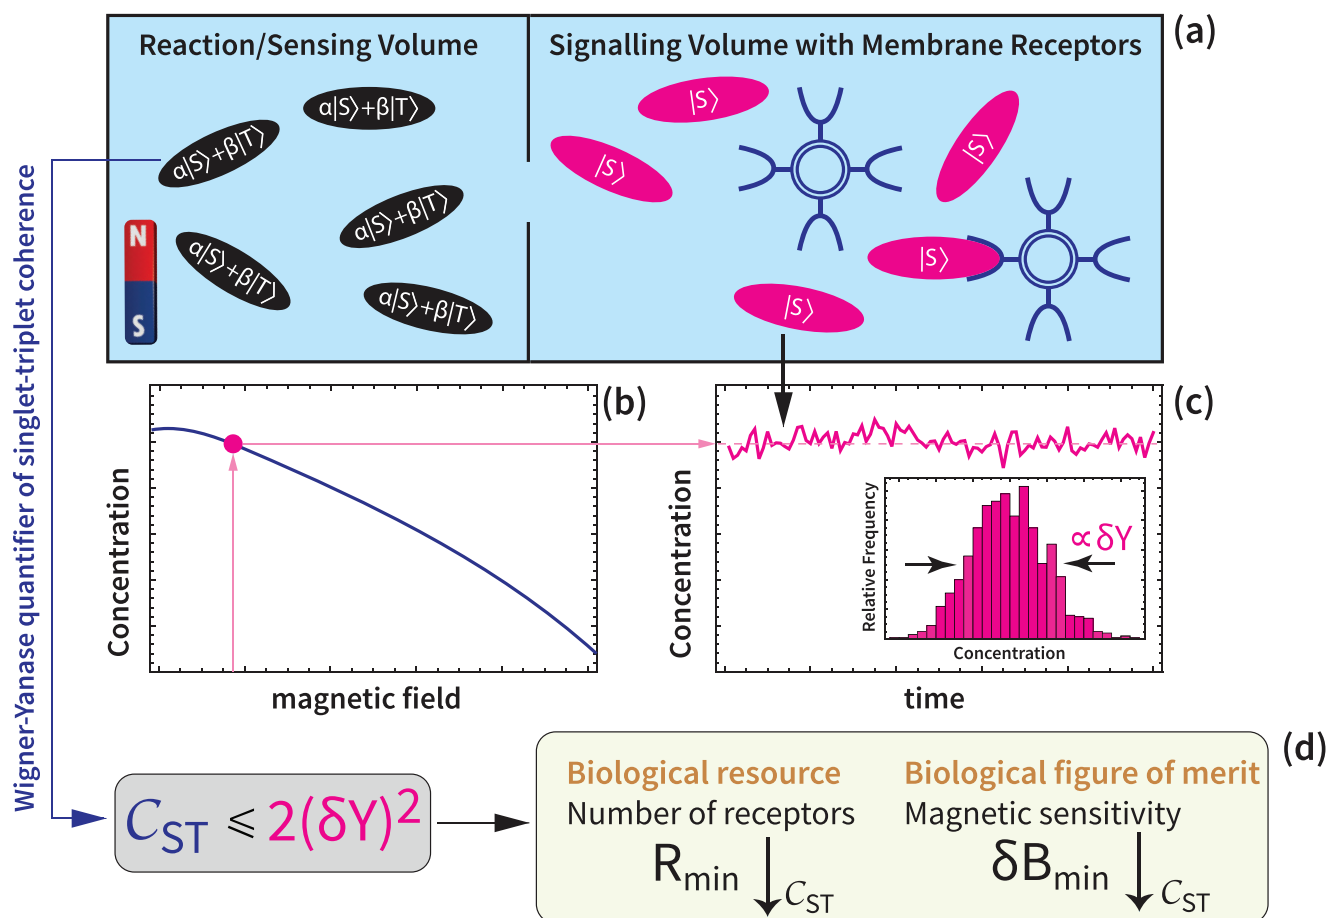 (a)
Reaction/Sensing Volume
Signalling Volume with Membrane Receptors
α|S⟩+β|T⟩
α|S⟩+β|T⟩
α|S⟩+β|T⟩
α|S⟩+β|T⟩
α|S⟩+β|T⟩
N
S
|S⟩
|S⟩
|S⟩
|S⟩
|S⟩
Wigner-Yanase quantifier of singlet-triplet coherence
(b)
Concentration
magnetic field
(c)
Concentration
time
Relative Frequency
Concentration
∝δY
(d)
C_ST ⩽ 2(δY)²
Biological resource
Number of receptors
R_min
C_ST
Biological figure of merit
Magnetic sensitivity
δB_min
C_ST